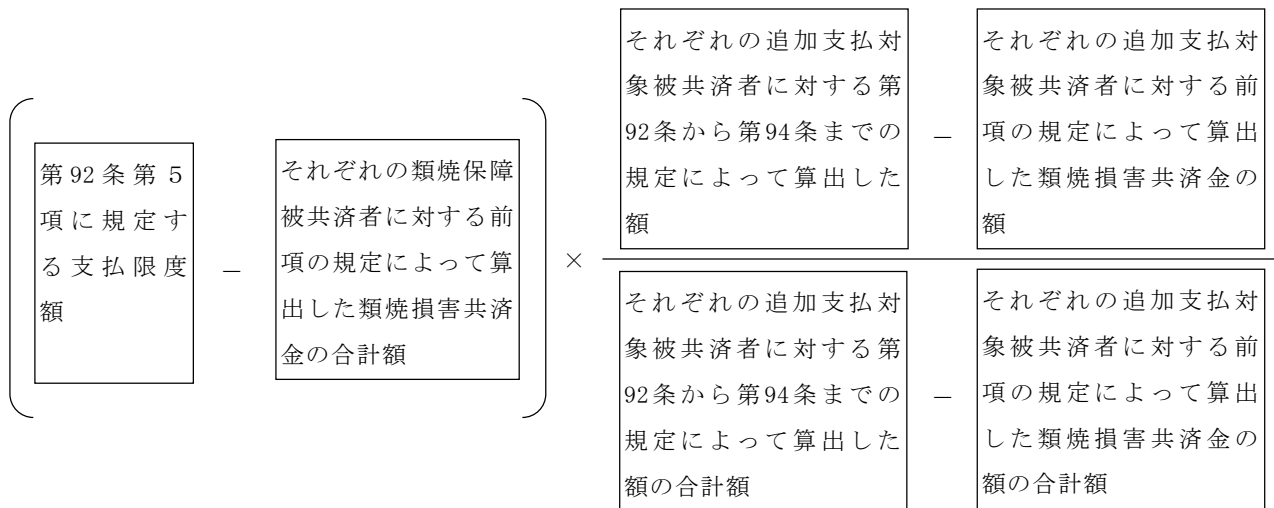 第92条第５
項に規定す
る支払限度
額
－
それぞれの類焼保障
被共済者に対する前
項の規定によって算
出した類焼損害共済
金の合計額
×
それぞれの追加支払対
象被共済者に対する第
92条から第94条までの
規定によって算出した
額
－
それぞれの追加支払対
象被共済者に対する前
項の規定によって算出
した類焼損害共済金の
額
それぞれの追加支払対
象被共済者に対する第
92条から第94条までの
規定によって算出した
額の合計額
－
それぞれの追加支払対
象被共済者に対する前
項の規定によって算出
した類焼損害共済金の
額の合計額